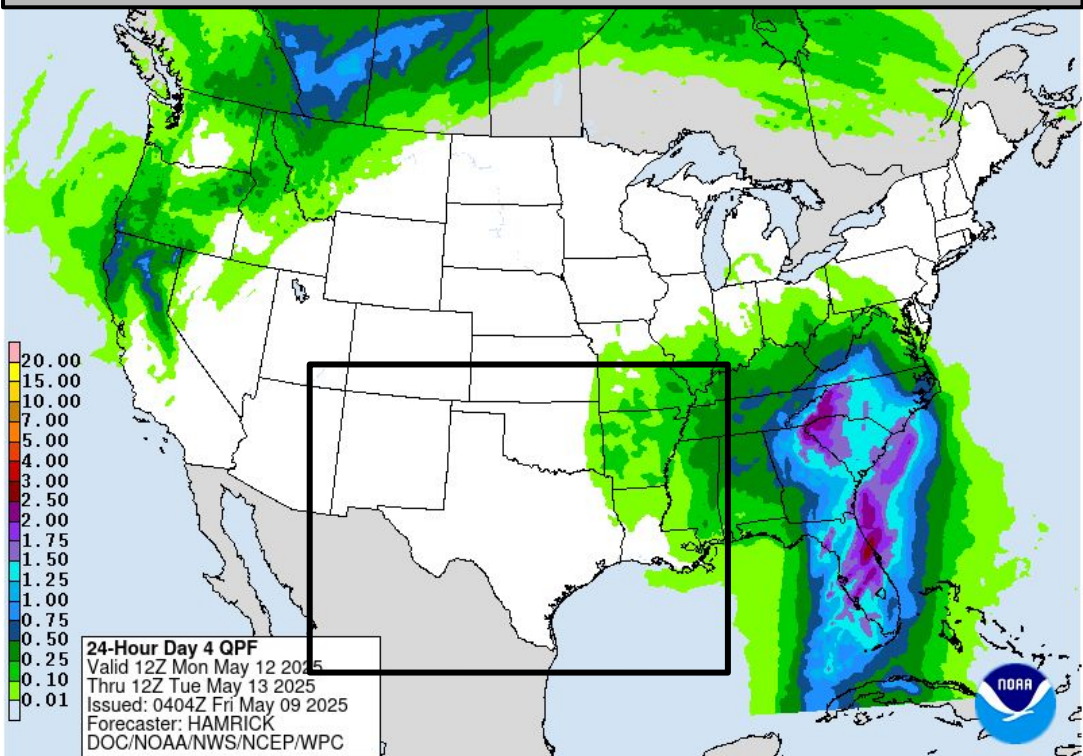 20.00
15.00
10.00
7.00
5.00
4.00
3.00
2.50
2.00
1.75
1.50
1.25
1.00
0.75
0.50
0.25
0.10
0.01
24-Hour Day 4 QPF
Valid 12Z Mon May 12 2025
Thru 12Z Tue May 13 2025
Issued: 0404Z Fri May 09 2025
Forecaster: HAMRICK
DOC/NOAA/NWS/NCEP/WPC
NOAA